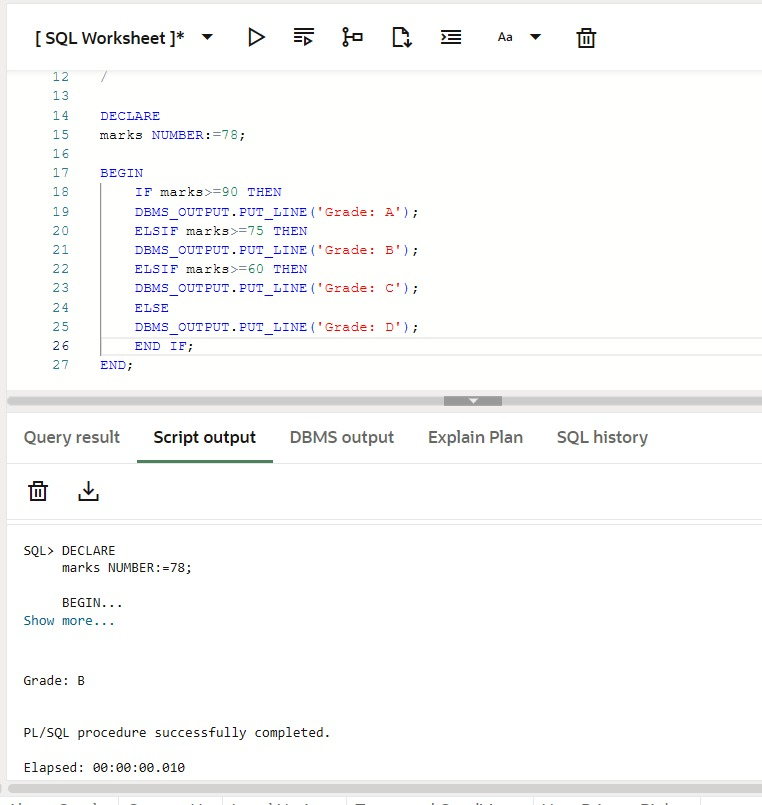 [ SQL Worksheet ]*
Aa
12 /
13
14 DECLARE
15 marks NUMBER:=78;
16
17 BEGIN
18 IF marks>=90 THEN
19 DBMS_OUTPUT.PUT_LINE('Grade: A');
20 ELSIF marks>=75 THEN
21 DBMS_OUTPUT.PUT_LINE('Grade: B');
22 ELSIF marks>=60 THEN
23 DBMS_OUTPUT.PUT_LINE('Grade: C');
24 ELSE
25 DBMS_OUTPUT.PUT_LINE('Grade: D');
26 END IF;
27 END;
Query result Script output DBMS output Explain Plan SQL history
SQL> DECLARE
marks NUMBER:=78;
BEGIN...
Show more...
Grade: B
PL/SQL procedure successfully completed.
Elapsed: 00:00:00.010